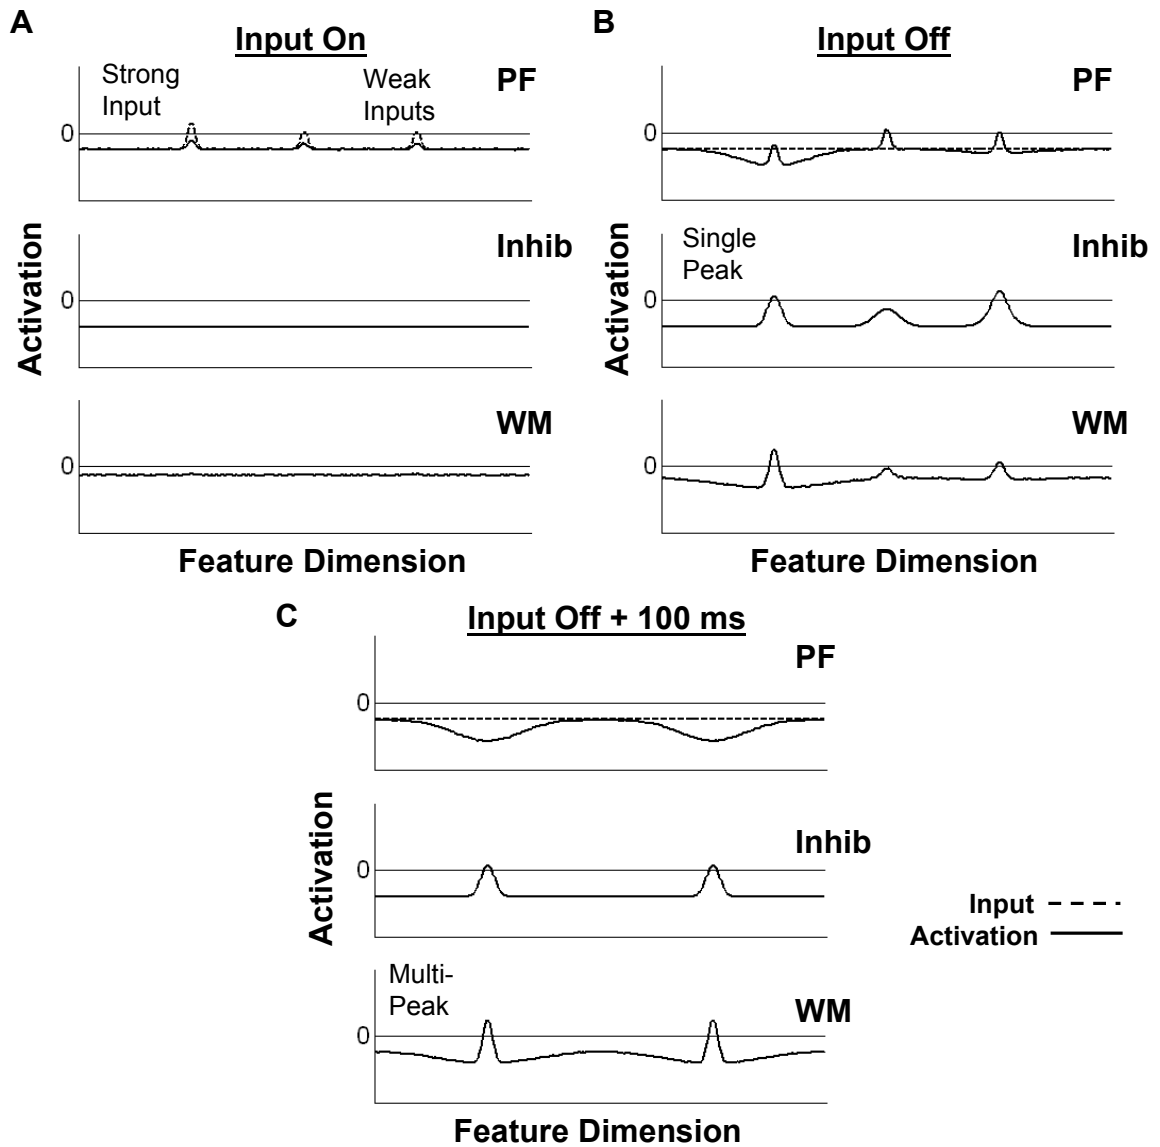 A
Input On
Strong
Input
Weak
Inputs
PF
0
Inhib
0
WM
0
Activation
Feature Dimension
B
Input Off
PF
0
Single
Peak
Inhib
0
WM
0
Activation
Feature Dimension
C
Input Off + 100 ms
PF
0
Inhib
0
Multi-
Peak
WM
0
Activation
Feature Dimension
Input
Activation